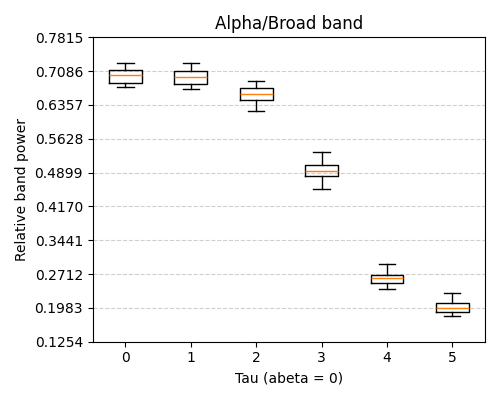 Alpha/Broad band
Relative band power
0.7815
0.7086
0.6357
0.5628
0.4899
0.4170
0.3441
0.2712
0.1983
0.1254
0 1 2 3 4 5
Tau (abeta = 0)